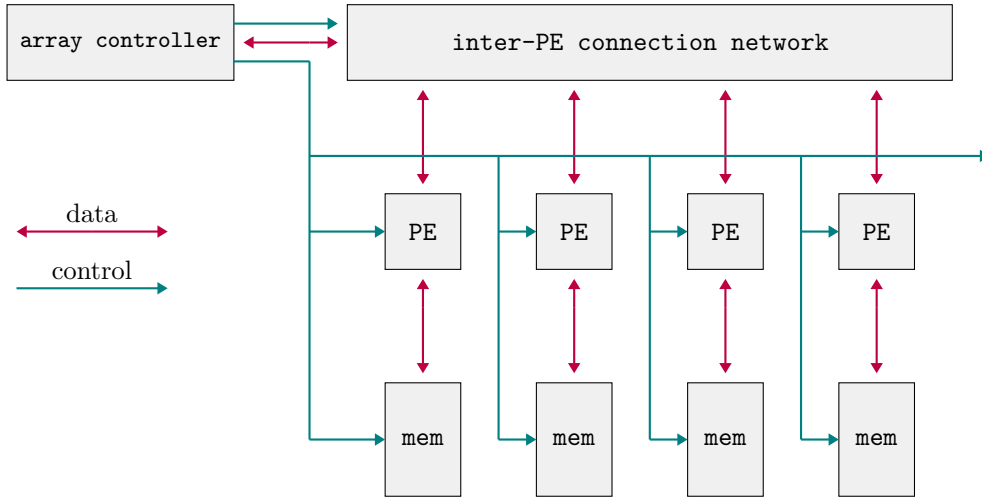 array controller
inter-PE connection network
data
control
PE
PE
PE
PE
mem
mem
mem
mem